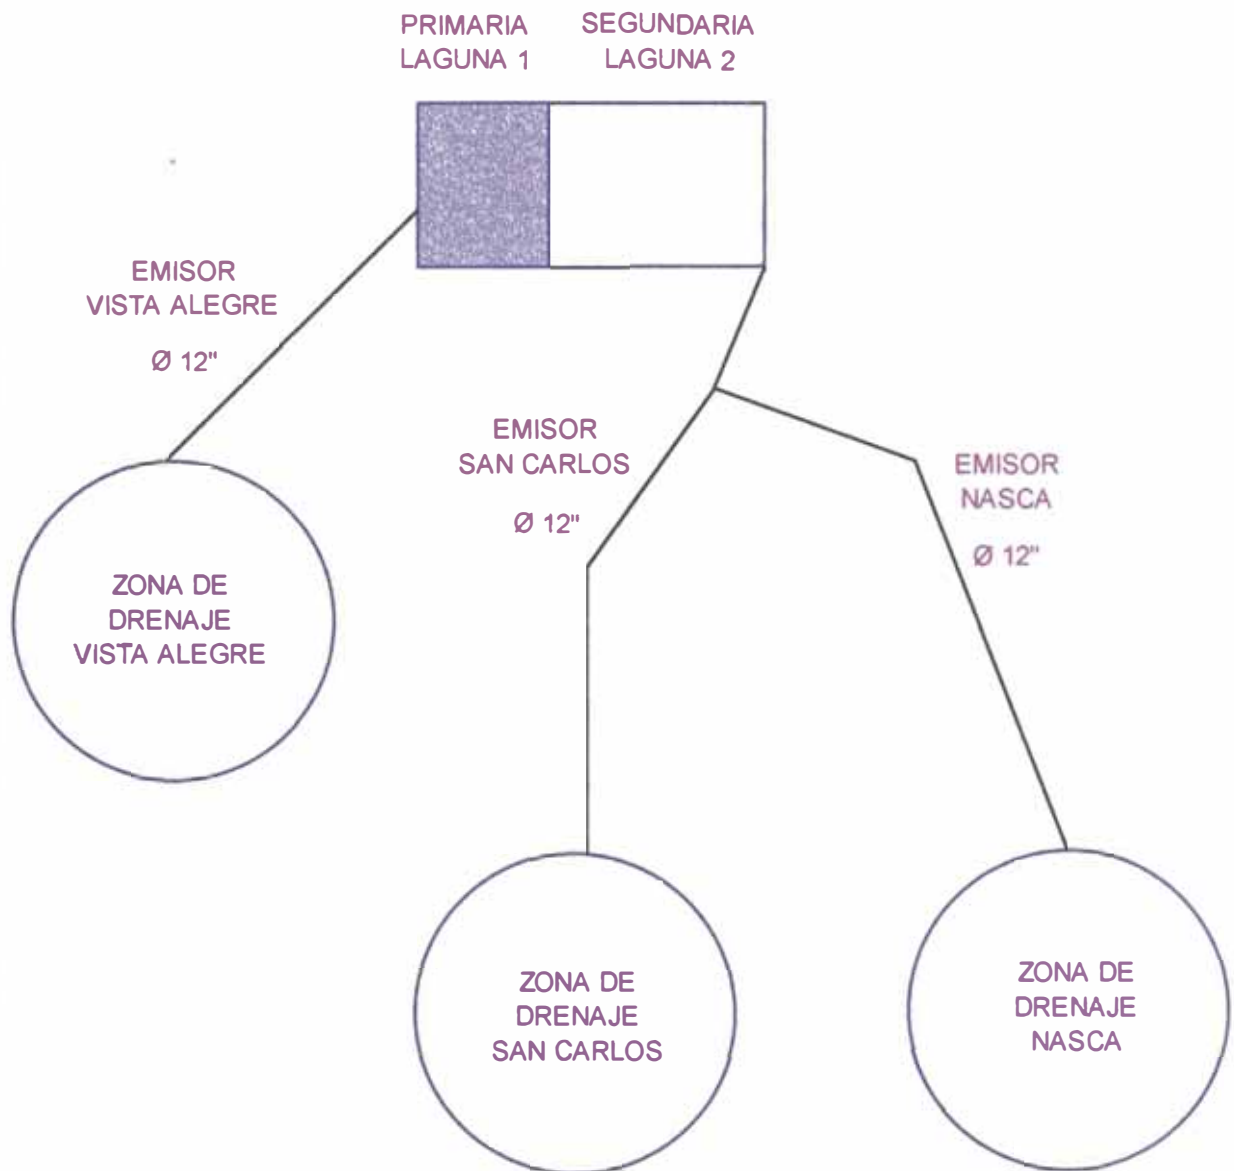 PRIMARIA
LAGUNA 1
SEGUNDARIA
LAGUNA 2
EMISOR
VISTA ALEGRE
Ø 12"
EMISOR
SAN CARLOS
Ø 12"
EMISOR
NASCA
Ø 12"
ZONA DE
DRENAJE
VISTA ALEGRE
ZONA DE
DRENAJE
SAN CARLOS
ZONA DE
DRENAJE
NASCA